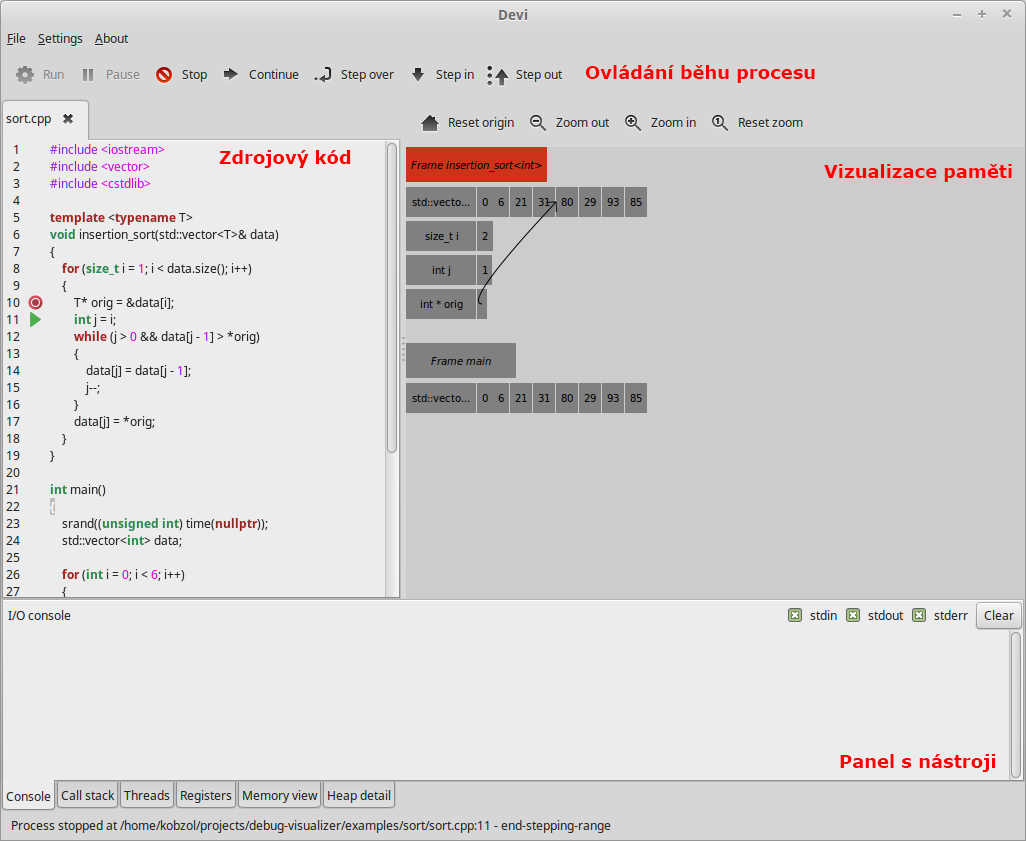 Devi
File Settings About
Run Pause Stop Continue Step over Step in Step out Ovládání běhu procesu
sort.cpp
Reset origin Zoom out Zoom in Reset zoom
1 #include <iostream>
2 #include <vector>
3 #include <cstdlib>
4
5 template <typename T>
6 void insertion_sort(std::vector<T>& data)
7 {
8 for (size_t i = 1; i < data.size(); i++)
9 {
10 T* orig = &data[i];
11 int j = i;
12 while (j > 0 && data[j - 1] > *orig)
13 {
14 data[j] = data[j - 1];
15 j--;
16 }
17 data[j] = *orig;
18 }
19 }
20
21 int main()
22 {
23 srand((unsigned int) time(nullptr));
24 std::vector<int> data;
25
26 for (int i = 0; i < 6; i++)
27 {
Zdrojový kód
Frame insertion_sort<int>
Vizualizace paměti
std::vecto... 0 6 21 31 80 29 93 85
size_t i 2
int j 1
int * orig
Frame main
std::vecto... 0 6 21 31 80 29 93 85
I/O console stdin stdout stderr Clear
Panel s nástroji
Console Call stack Threads Registers Memory view Heap detail
Process stopped at /home/kobzol/projects/debug-visualizer/examples/sort/sort.cpp:11 - end-stepping-range